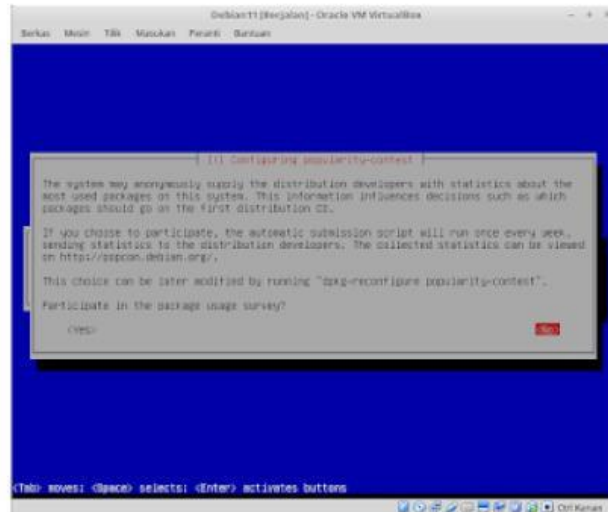 Debian11 [Berjalan] - Oracle VM VirtualBox
Berkas Mesin Tilik Masukan Peranti Bantuan
[!] Configuring popularity-contest
The system may anonymously supply the distribution developers with statistics about the
most used packages on this system. This information influences decisions such as which
packages should go on the first distribution CD.
If you choose to participate, the automatic submission script will run once every week,
sending statistics to the distribution developers. The collected statistics can be viewed
on http://popcon.debian.org/.
This choice can be later modified by running "dpkg-reconfigure popularity-contest".
Participate in the package usage survey?
<Yes> <No>
<Tab> moves; <Space> selects; <Enter> activates buttons
Ctrl Kanan